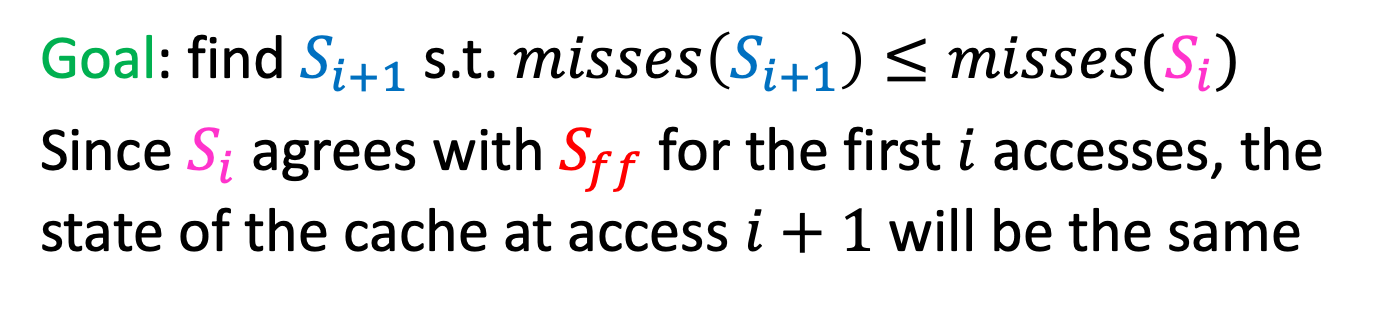 Goal: find S_{i+1} s.t. misses(S_{i+1}) ≤ misses(S_i)
Since S_i agrees with S_{ff} for the first i accesses, the
state of the cache at access i + 1 will be the same